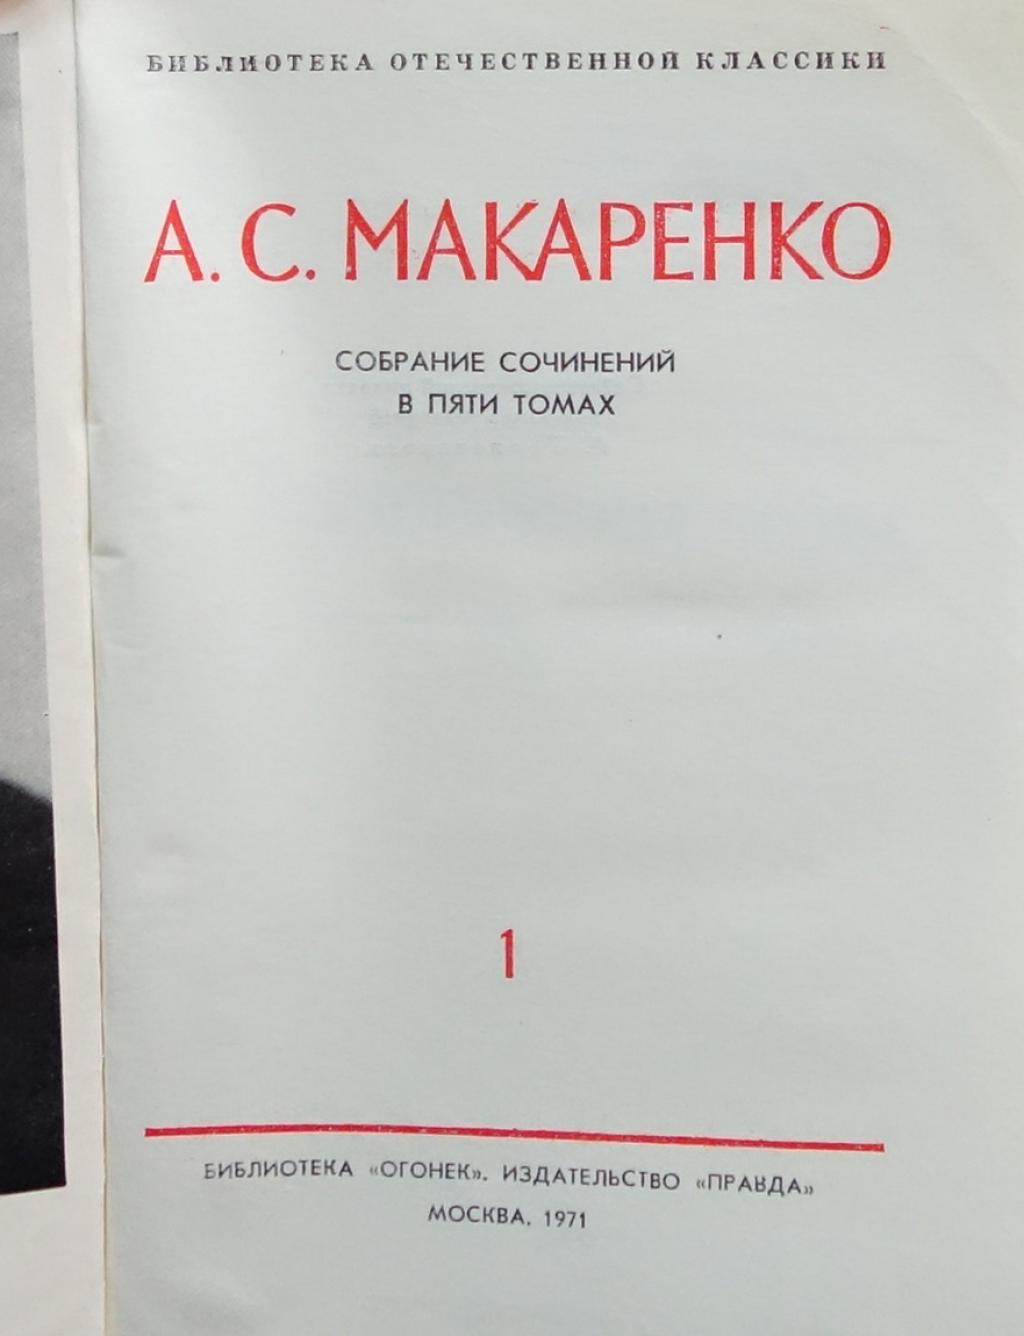 БИБЛИОТЕКА ОТЕЧЕСТВЕННОЙ КЛАССИКИ
А. С. МАКАРЕНКО
СОБРАНИЕ СОЧИНЕНИЙ
В ПЯТИ ТОМАХ
1
БИБЛИОТЕКА «ОГОНЕК». ИЗДАТЕЛЬСТВО «ПРАВДА»
МОСКВА. 1971